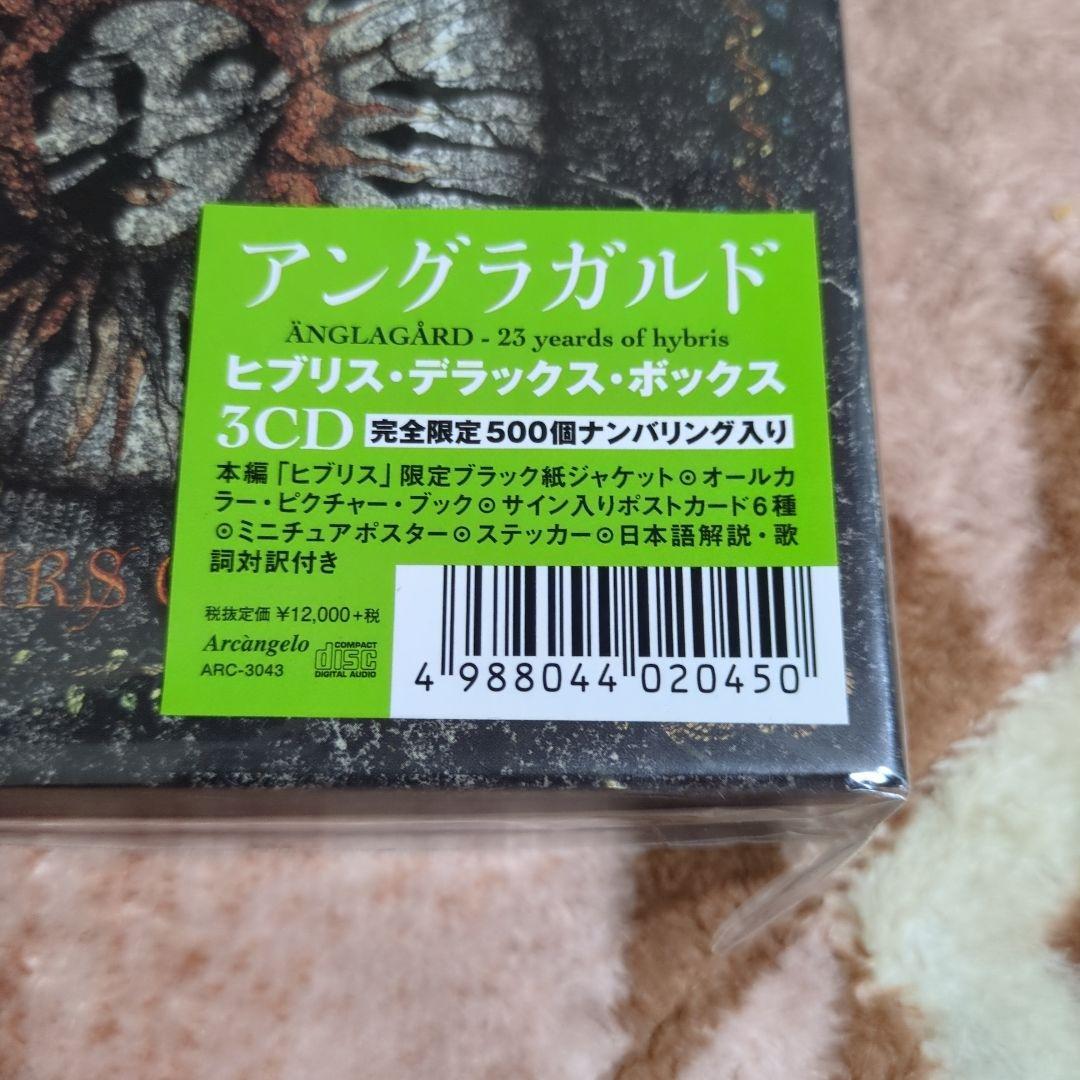 アングラガルド
ÄNGLAGÅRD - 23 yeards of hybris
ヒブリス・デラックス・ボックス
3CD 完全限定500個ナンバリング入り
本編「ヒブリス」限定ブラック紙ジャケット⊙オールカ
ラー・ピクチャー・ブック⊙サイン入りポストカード6種
⊙ミニチュアポスター⊙ステッカー⊙日本語解説・歌
詞対訳付き
税抜定価 ¥12,000+税
Arcàngelo
COMPACT
disc
DIGITAL AUDIO
ARC-3043
4 988044 020450